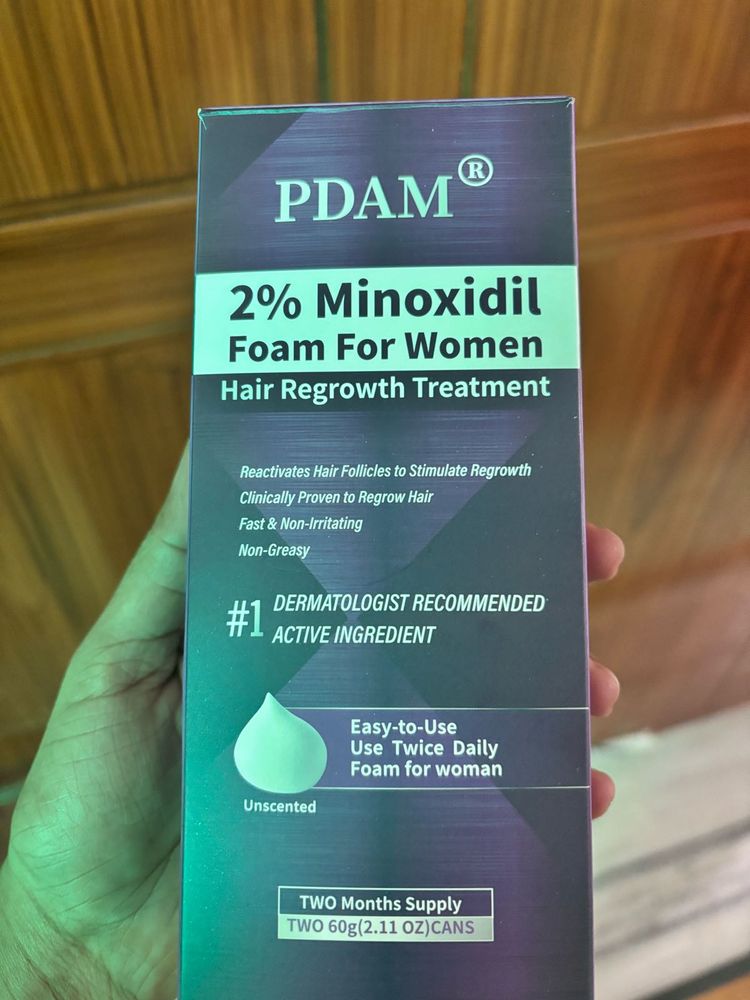 PDAM®
2% Minoxidil
Foam For Women
Hair Regrowth Treatment
Reactivates Hair Follicles to Stimulate Regrowth
Clinically Proven to Regrow Hair
Fast & Non-Irritating
Non-Greasy
#1 DERMATOLOGIST RECOMMENDED
ACTIVE INGREDIENT
Easy-to-Use
Use Twice Daily
Foam for woman
Unscented
TWO Months Supply
TWO 60g(2.11 OZ)CANS